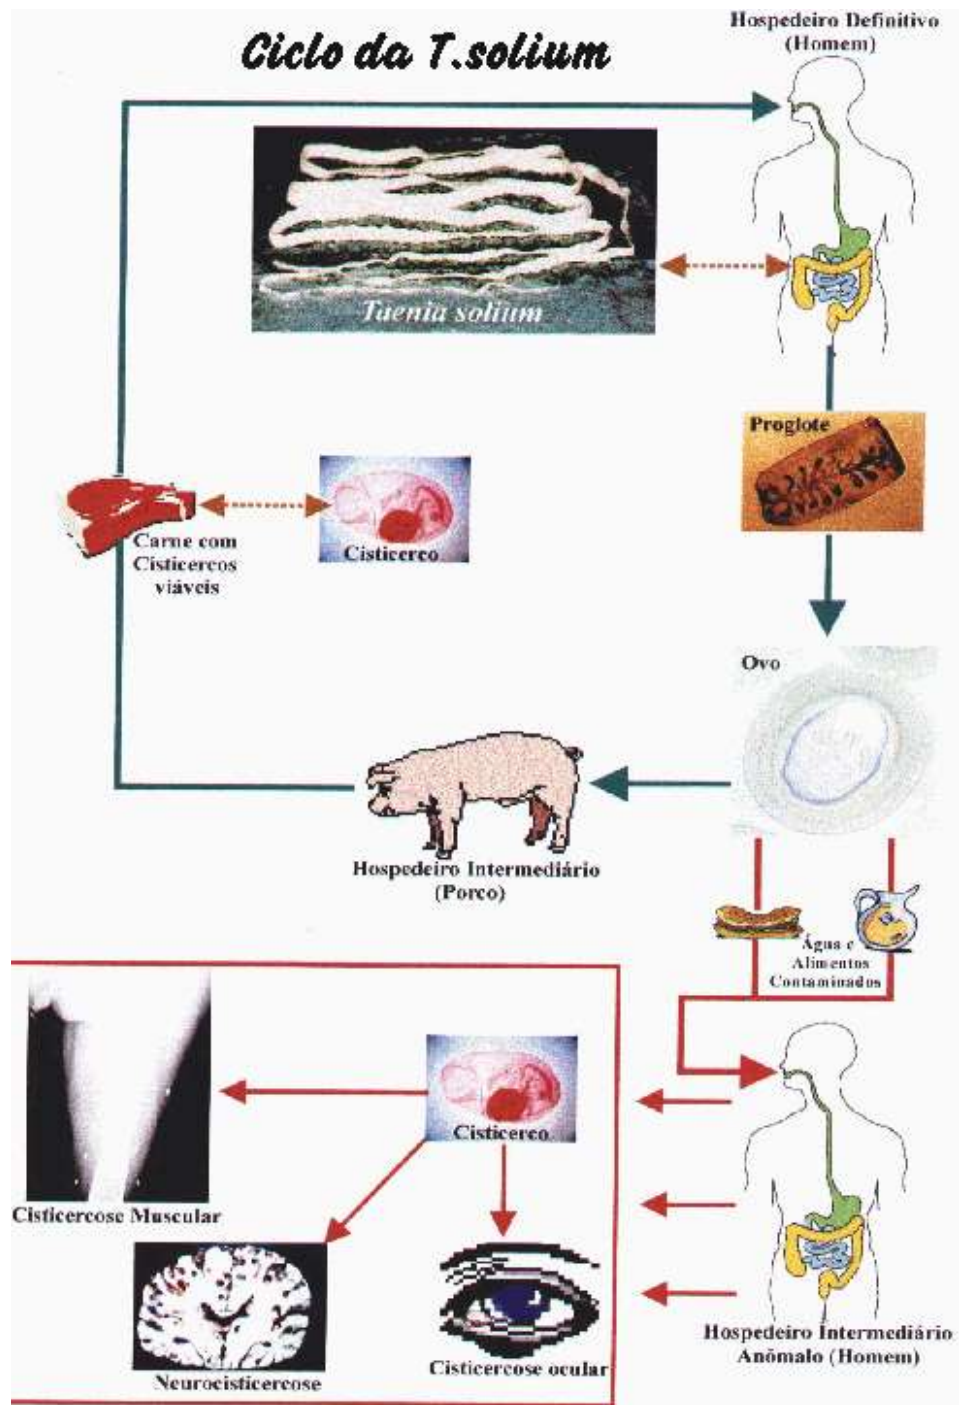 Ciclo da T.solium
Hospedeiro Definitivo
(Homem)
Taenia solium
Proglote
Carne com
Cisticercos
viáveis
Cisticerco
Ovo
Hospedeiro Intermediário
(Porco)
Água e
Alimentos
Contaminados
Cisticerco
Cisticercose Muscular
Neurocisticercose
Cisticercose ocular
Hospedeiro Intermediário
Anômalo (Homem)